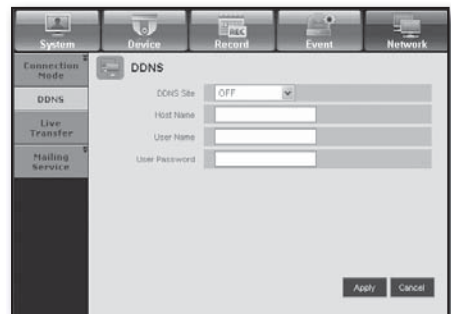 REC
System Device Record Event Network
Connection
Mode
DDNS
Live
Transfer
Mailing
Service
DDNS
DDNS Site OFF
Host Name
User Name
User Password
Apply Cancel